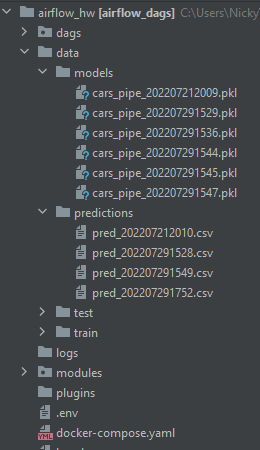 airflow_hw [airflow_dags] C:\Users\Nicky
dags
data
models
cars_pipe_202207212009.pkl
cars_pipe_202207291529.pkl
cars_pipe_202207291536.pkl
cars_pipe_202207291544.pkl
cars_pipe_202207291545.pkl
cars_pipe_202207291547.pkl
predictions
pred_202207212010.csv
pred_202207291528.csv
pred_202207291549.csv
pred_202207291752.csv
test
train
logs
modules
plugins
.env
YML docker-compose.yaml